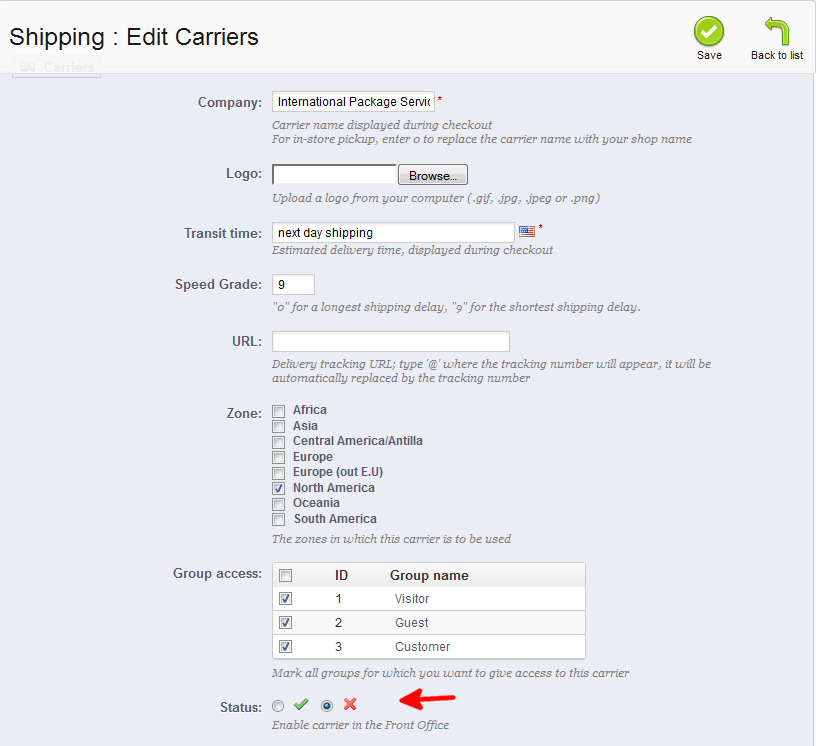 Shipping : Edit Carriers
Save
Back to list
Carriers
Company: International Package Servic *
Carrier name displayed during checkout
For in-store pickup, enter 0 to replace the carrier name with your shop name
Logo: Browse...
Upload a logo from your computer (.gif, .jpg, .jpeg or .png)
Transit time: next day shipping *
Estimated delivery time, displayed during checkout
Speed Grade: 9
"0" for a longest shipping delay, "9" for the shortest shipping delay.
URL:
Delivery tracking URL; type '@' where the tracking number will appear, it will be
automatically replaced by the tracking number
Zone: Africa
Asia
Central America/Antilla
Europe
Europe (out E.U)
North America
Oceania
South America
The zones in which this carrier is to be used
Group access: ID Group name
1 Visitor
2 Guest
3 Customer
Mark all groups for which you want to give access to this carrier
Status:
Enable carrier in the Front Office